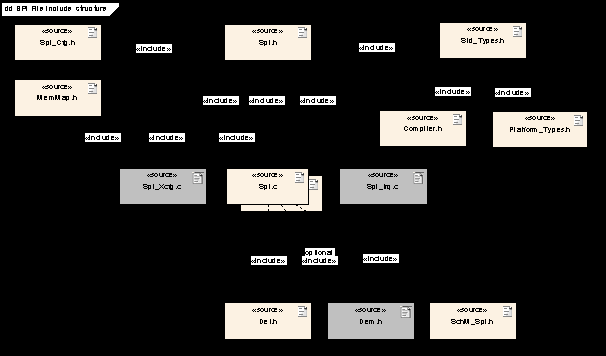 dd SPI File Include structure
«source»
Spi_Cfg.h
«include»
«source»
Spi.h
«include»
«source»
Std_Types.h
«source»
MemMap.h
«include»
«include»
«include»
«include»
«include»
«source»
Compiler.h
«source»
Platform_Types.h
«include»
«include»
«include»
«source»
Spi_Xcfg.c
«source»
Spi.c
«source»
Spi_Irq.c
«include»
optional
«include»
«include»
«source»
Det.h
«source»
Dem.h
«source»
SchM_Spi.h